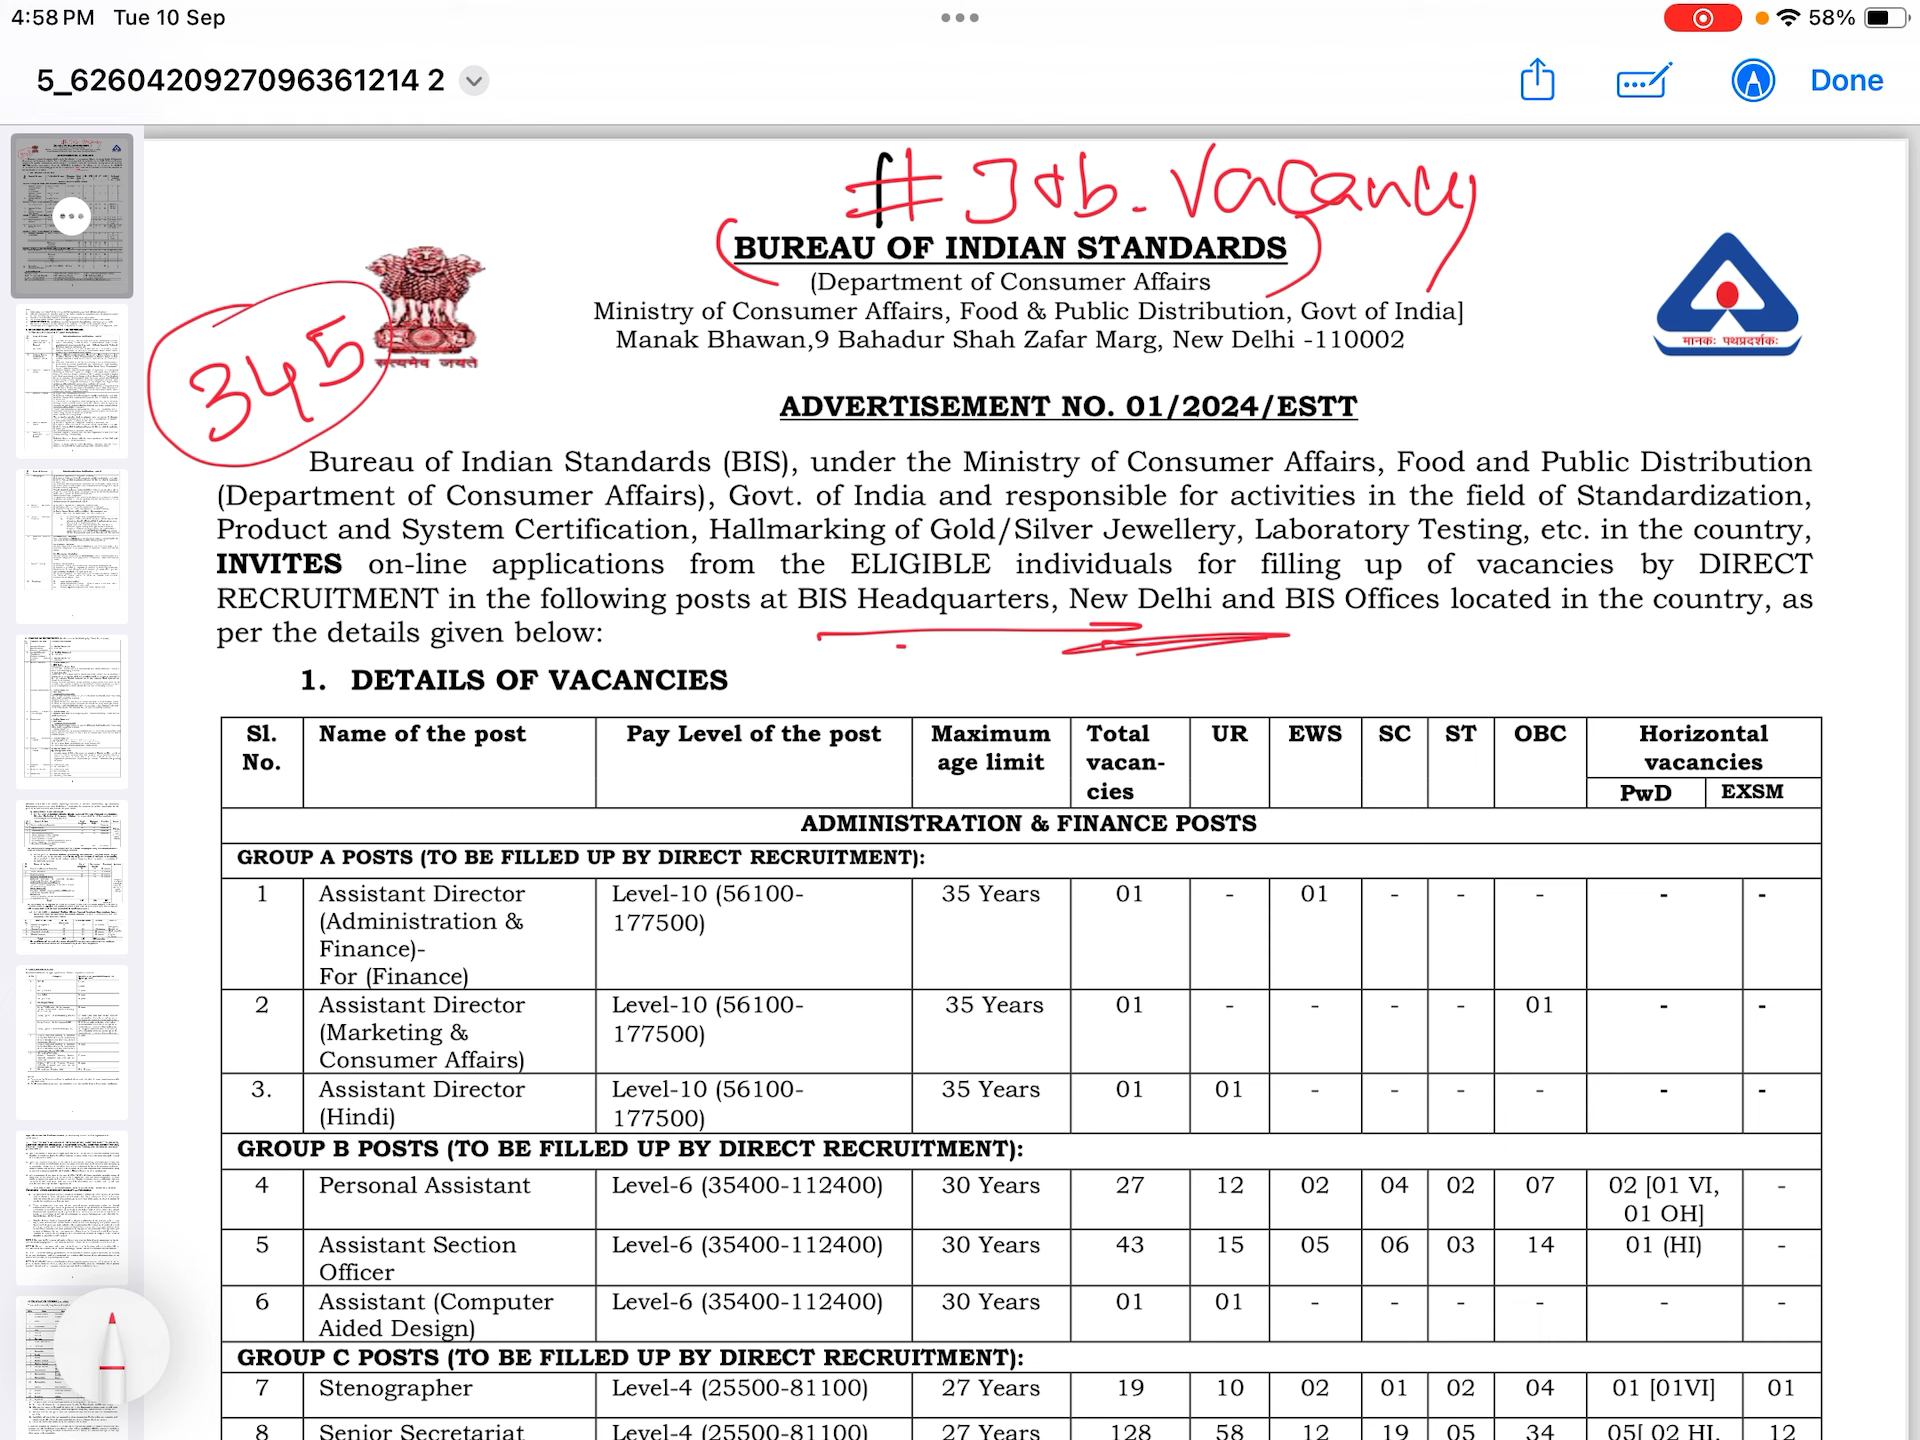 4:58 PM Tue 10 Sep
58%
5_6260420927096361214 2
Done
# Job. Vacancy
345
BUREAU OF INDIAN STANDARDS
(Department of Consumer Affairs
Ministry of Consumer Affairs, Food & Public Distribution, Govt of India]
Manak Bhawan,9 Bahadur Shah Zafar Marg, New Delhi -110002
सत्यमेव जयते
मानकः पथप्रदर्शकः
ADVERTISEMENT NO. 01/2024/ESTT
Bureau of Indian Standards (BIS), under the Ministry of Consumer Affairs, Food and Public Distribution
(Department of Consumer Affairs), Govt. of India and responsible for activities in the field of Standardization,
Product and System Certification, Hallmarking of Gold/Silver Jewellery, Laboratory Testing, etc. in the country,
INVITES on-line applications from the ELIGIBLE individuals for filling up of vacancies by DIRECT
RECRUITMENT in the following posts at BIS Headquarters, New Delhi and BIS Offices located in the country, as
per the details given below:
1. DETAILS OF VACANCIES
Sl. No. Name of the post Pay Level of the post Maximum age limit Total vacan-cies UR EWS SC ST OBC Horizontal vacancies
PwD EXSM
ADMINISTRATION & FINANCE POSTS
GROUP A POSTS (TO BE FILLED UP BY DIRECT RECRUITMENT):
1 Assistant Director Level-10 (56100- 35 Years 01 - 01 - - - - -
(Administration & 177500)
Finance)-
For (Finance)
2 Assistant Director Level-10 (56100- 35 Years 01 - - - - 01 - -
(Marketing & 177500)
Consumer Affairs)
3. Assistant Director Level-10 (56100- 35 Years 01 01 - - - - - -
(Hindi) 177500)
GROUP B POSTS (TO BE FILLED UP BY DIRECT RECRUITMENT):
4 Personal Assistant Level-6 (35400-112400) 30 Years 27 12 02 04 02 07 02 [01 VI, -
01 OH]
5 Assistant Section Level-6 (35400-112400) 30 Years 43 15 05 06 03 14 01 (HI) -
Officer
6 Assistant (Computer Level-6 (35400-112400) 30 Years 01 01 - - - - - -
Aided Design)
GROUP C POSTS (TO BE FILLED UP BY DIRECT RECRUITMENT):
7 Stenographer Level-4 (25500-81100) 27 Years 19 10 02 01 02 04 01 [01VI] 01
8 Senior Secretariat Level-4 (25500-81100) 27 Years 128 58 12 19 05 34 05[ 02 HI, 12